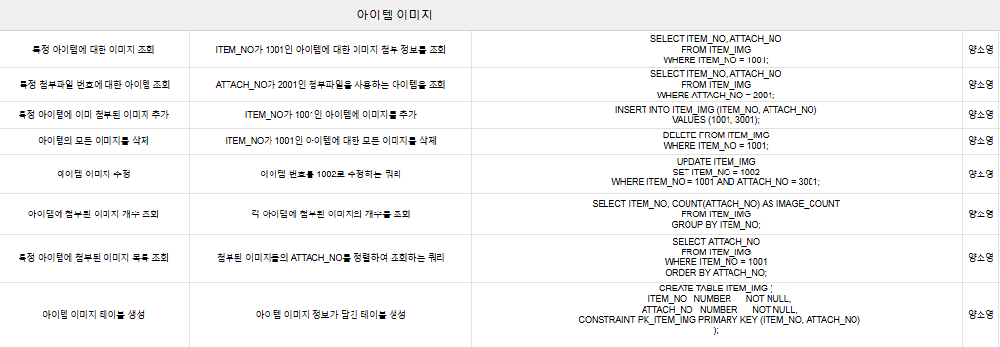 아이템 이미지
특정 아이템에 대한 이미지 조회
ITEM_NO가 1001인 아이템에 대한 이미지 첨부 정보를 조회
SELECT ITEM_NO, ATTACH_NO
FROM ITEM_IMG
WHERE ITEM_NO = 1001;
양소영
특정 첨부파일 번호에 대한 아이템 조회
ATTACH_NO가 2001인 첨부파일을 사용하는 아이템을 조회
SELECT ITEM_NO, ATTACH_NO
FROM ITEM_IMG
WHERE ATTACH_NO = 2001;
양소영
특정 아이템에 이미 첨부된 이미지 추가
ITEM_NO가 1001인 아이템에 이미지를 추가
INSERT INTO ITEM_IMG (ITEM_NO, ATTACH_NO)
VALUES (1001, 3001);
양소영
아이템의 모든 이미지를 삭제
ITEM_NO가 1001인 아이템에 대한 모든 이미지를 삭제
DELETE FROM ITEM_IMG
WHERE ITEM_NO = 1001;
양소영
아이템 이미지 수정
아이템 번호를 1002로 수정하는 쿼리
UPDATE ITEM_IMG
SET ITEM_NO = 1002
WHERE ITEM_NO = 1001 AND ATTACH_NO = 3001;
양소영
아이템에 첨부된 이미지 개수 조회
각 아이템에 첨부된 이미지의 개수를 조회
SELECT ITEM_NO, COUNT(ATTACH_NO) AS IMAGE_COUNT
FROM ITEM_IMG
GROUP BY ITEM_NO;
양소영
특정 아이템에 첨부된 이미지 목록 조회
첨부된 이미지들의 ATTACH_NO를 정렬하여 조회하는 쿼리
SELECT ATTACH_NO
FROM ITEM_IMG
WHERE ITEM_NO = 1001
ORDER BY ATTACH_NO;
양소영
아이템 이미지 테이블 생성
아이템 이미지 정보가 담긴 테이블 생성
CREATE TABLE ITEM_IMG (
ITEM_NO NUMBER NOT NULL,
ATTACH_NO NUMBER NOT NULL,
CONSTRAINT PK_ITEM_IMG PRIMARY KEY (ITEM_NO, ATTACH_NO)
);
양소영